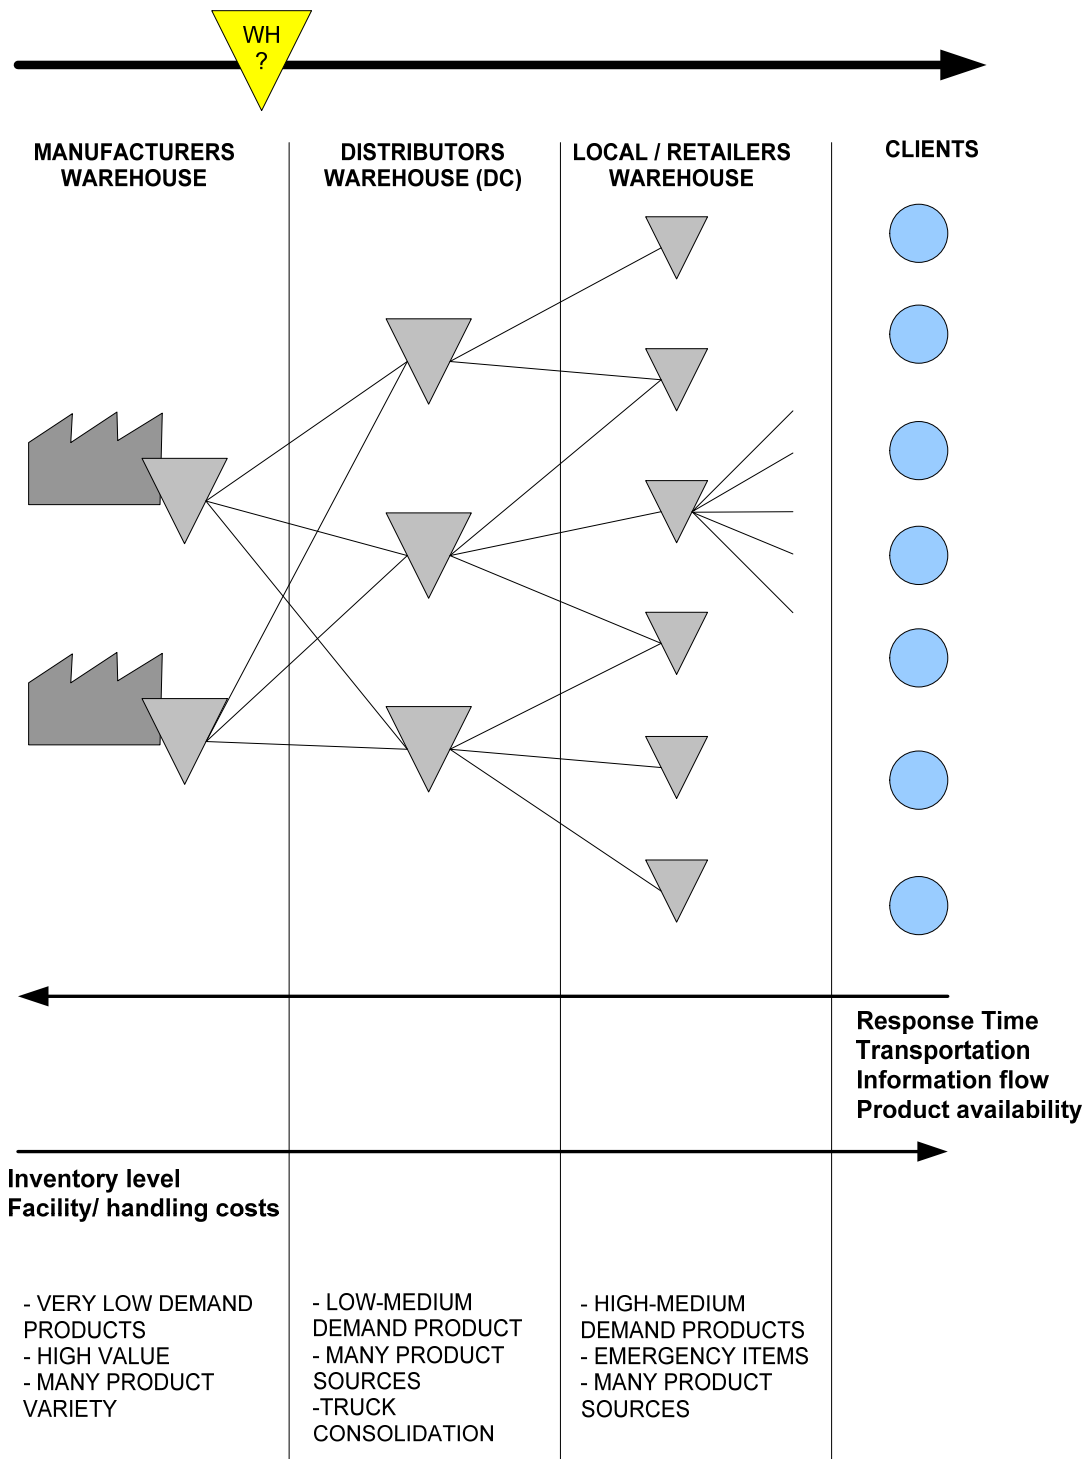 WH
?
MANUFACTURERS
WAREHOUSE
DISTRIBUTORS
WAREHOUSE (DC)
LOCAL / RETAILERS
WAREHOUSE
CLIENTS
Response Time
Transportation
Information flow
Product availability
Inventory level
Facility/ handling costs
- VERY LOW DEMAND
PRODUCTS
- HIGH VALUE
- MANY PRODUCT
VARIETY
- LOW-MEDIUM
DEMAND PRODUCT
- MANY PRODUCT
SOURCES
-TRUCK
CONSOLIDATION
- HIGH-MEDIUM
DEMAND PRODUCTS
- EMERGENCY ITEMS
- MANY PRODUCT
SOURCES